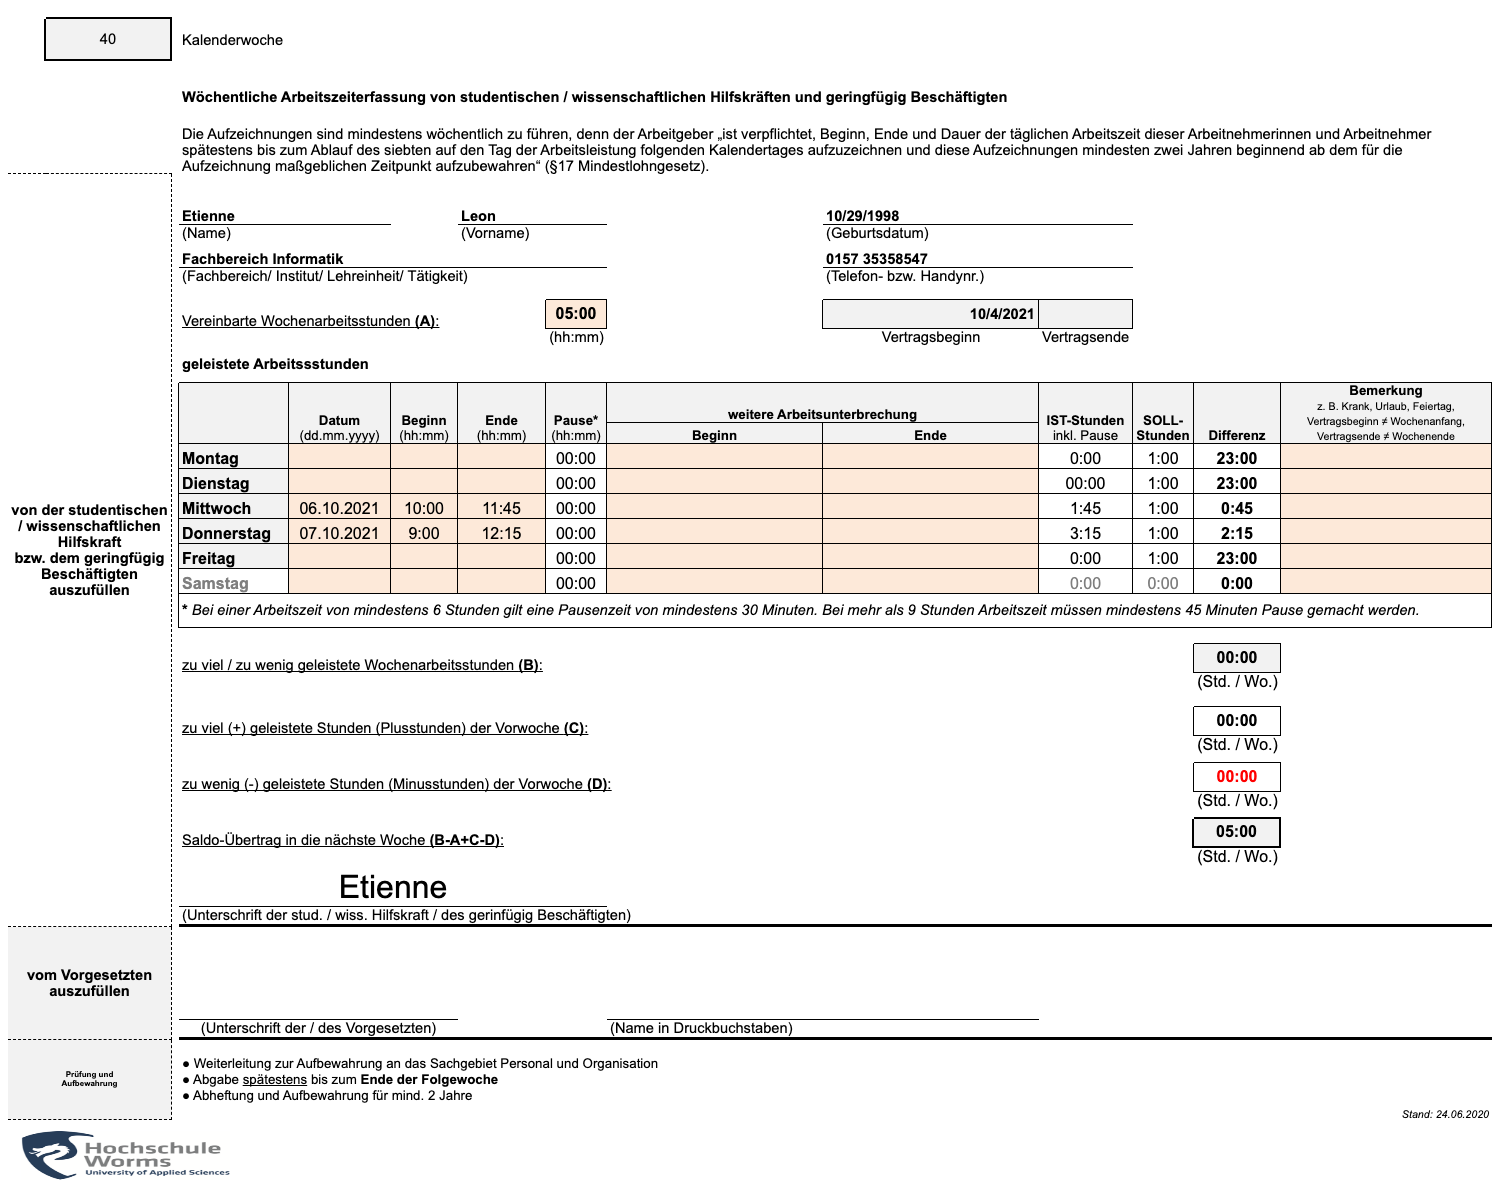 40 Kalenderwoche
Wöchentliche Arbeitszeiterfassung von studentischen / wissenschaftlichen Hilfskräften und geringfügig Beschäftigten
Die Aufzeichnungen sind mindestens wöchentlich zu führen, denn der Arbeitgeber „ist verpflichtet, Beginn, Ende und Dauer der täglichen Arbeitszeit dieser Arbeitnehmerinnen und Arbeitnehmer
spätestens bis zum Ablauf des siebten auf den Tag der Arbeitsleistung folgenden Kalendertages aufzuzeichnen und diese Aufzeichnungen mindesten zwei Jahren beginnend ab dem für die
Aufzeichnung maßgeblichen Zeitpunkt aufzubewahren“ (§17 Mindestlohngesetz).
Etienne Leon 10/29/1998
(Name) (Vorname) (Geburtsdatum)
Fachbereich Informatik 0157 35358547
(Fachbereich/ Institut/ Lehreinheit/ Tätigkeit) (Telefon- bzw. Handynr.)
Vereinbarte Wochenarbeitsstunden (A): 05:00 10/4/2021
(hh:mm) Vertragsbeginn Vertragsende
geleistete Arbeitssstunden
Datum Beginn Ende Pause* weitere Arbeitsunterbrechung IST-Stunden SOLL- Differenz Bemerkung
(dd.mm.yyyy) (hh:mm) (hh:mm) (hh:mm) Beginn Ende inkl. Pause Stunden
z. B. Krank, Urlaub, Feiertag,
Vertragsbeginn ≠ Wochenanfang,
Vertragsende ≠ Wochenende
Montag 00:00 0:00 1:00 23:00
Dienstag 00:00 00:00 1:00 23:00
Mittwoch 06.10.2021 10:00 11:45 00:00 1:45 1:00 0:45
Donnerstag 07.10.2021 9:00 12:15 00:00 3:15 1:00 2:15
Freitag 00:00 0:00 1:00 23:00
Samstag 00:00 0:00 0:00 0:00
* Bei einer Arbeitszeit von mindestens 6 Stunden gilt eine Pausenzeit von mindestens 30 Minuten. Bei mehr als 9 Stunden Arbeitszeit müssen mindestens 45 Minuten Pause gemacht werden.
von der studentischen
/ wissenschaftlichen
Hilfskraft
bzw. dem geringfügig
Beschäftigten
auszufüllen
zu viel / zu wenig geleistete Wochenarbeitsstunden (B): 00:00
(Std. / Wo.)
zu viel (+) geleistete Stunden (Plusstunden) der Vorwoche (C): 00:00
(Std. / Wo.)
zu wenig (-) geleistete Stunden (Minusstunden) der Vorwoche (D): 00:00
(Std. / Wo.)
Saldo-Übertrag in die nächste Woche (B-A+C-D): 05:00
(Std. / Wo.)
Etienne
(Unterschrift der stud. / wiss. Hilfskraft / des gerinfügig Beschäftigten)
vom Vorgesetzten
auszufüllen
(Unterschrift der / des Vorgesetzten) (Name in Druckbuchstaben)
Prüfung und
Aufbewahrung
● Weiterleitung zur Aufbewahrung an das Sachgebiet Personal und Organisation
● Abgabe spätestens bis zum Ende der Folgewoche
● Abheftung und Aufbewahrung für mind. 2 Jahre
Stand: 24.06.2020
Hochschule
Worms
University of Applied Sciences